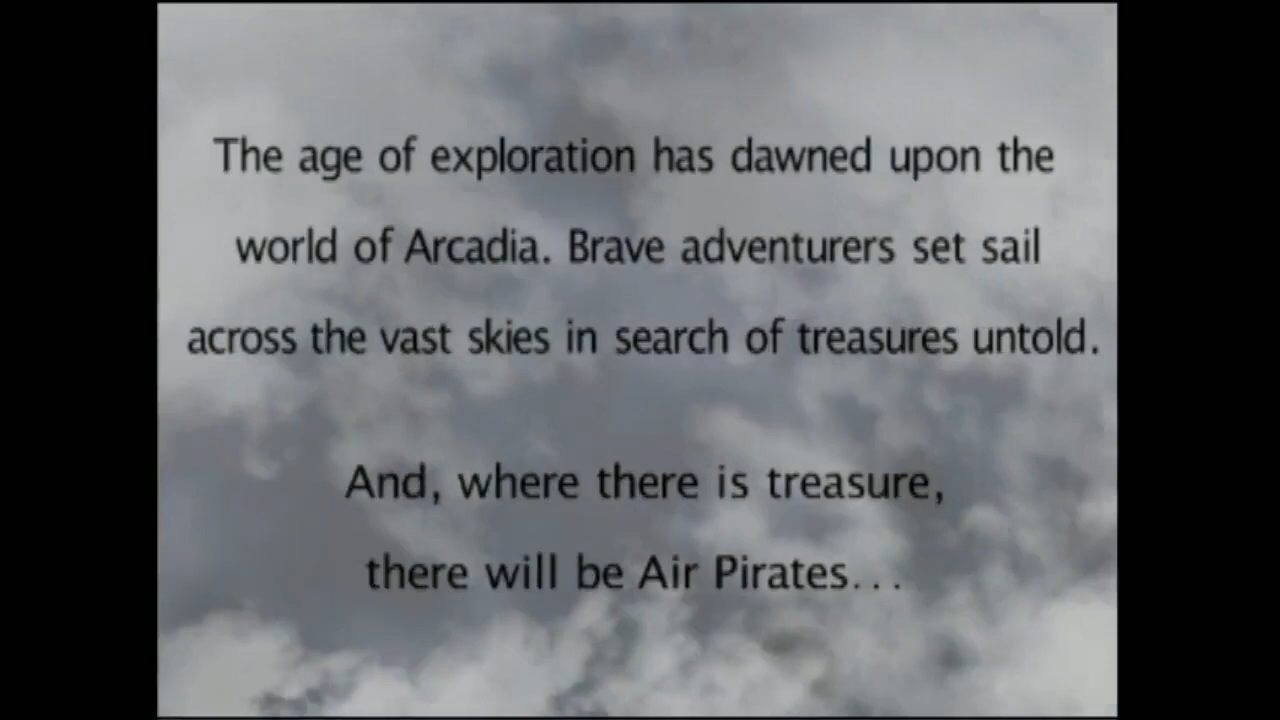 The age of exploration has dawned upon the
world of Arcadia. Brave adventurers set sail
across the vast skies in search of treasures untold.
And, where there is treasure,
there will be Air Pirates...